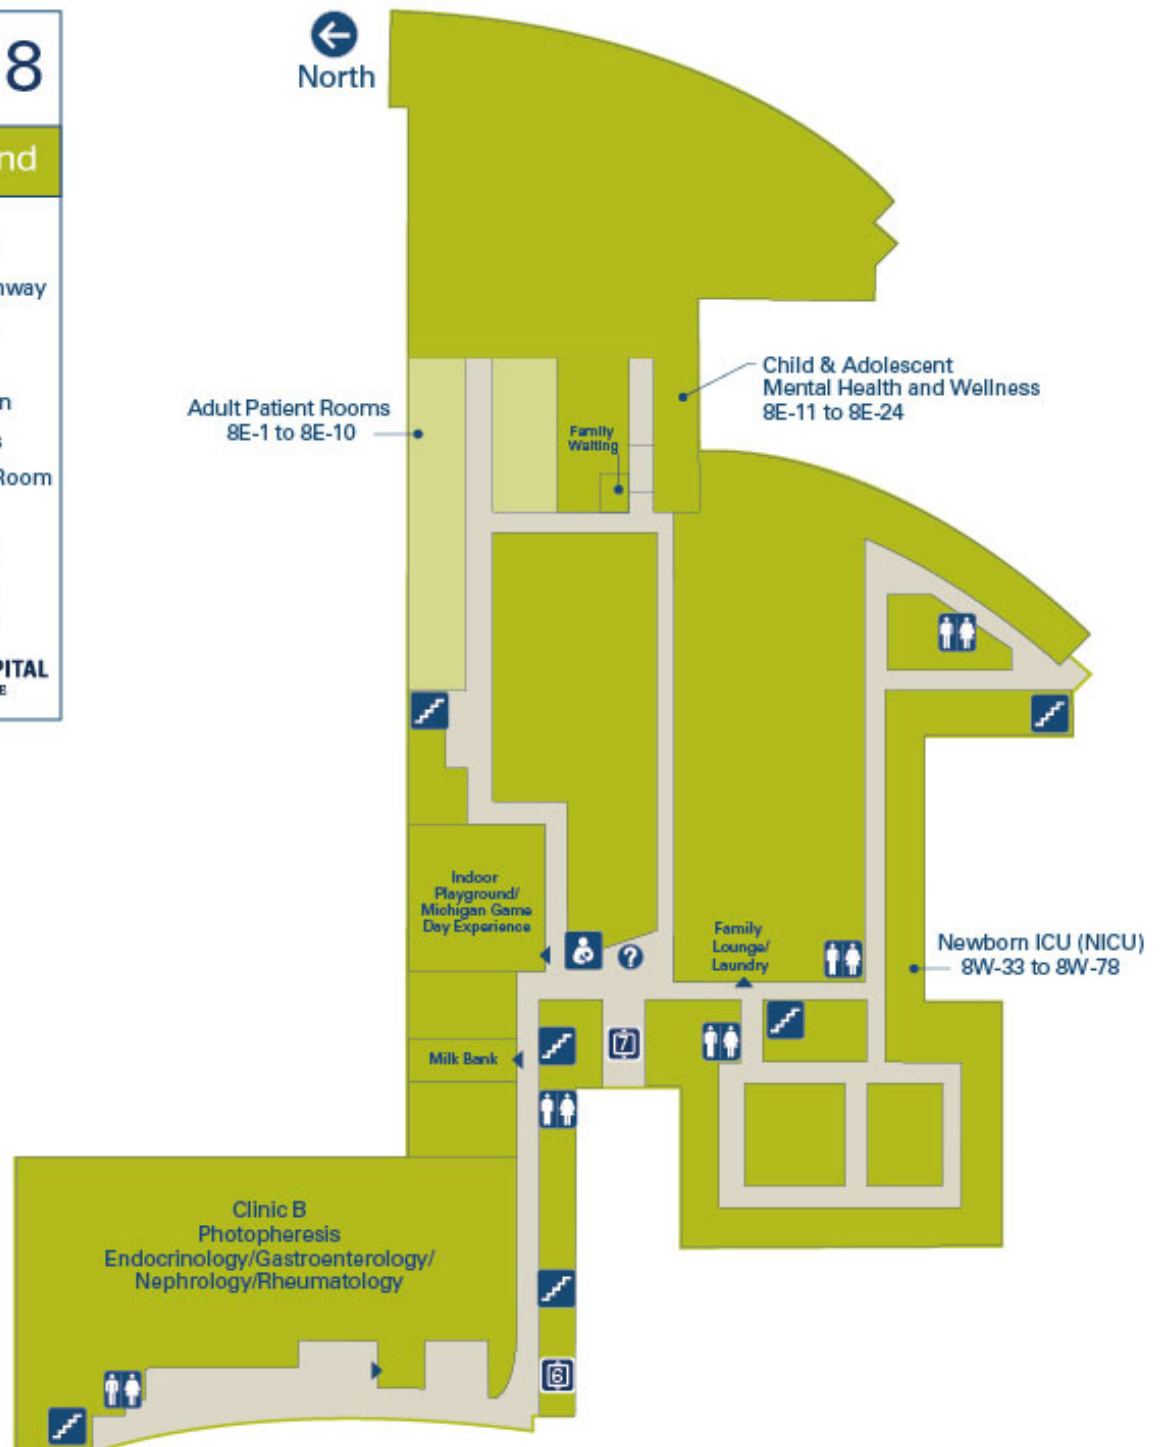 8
nd
nway
n
s
Room
PITAL
E
North
Adult Patient Rooms
8E-1 to 8E-10
Family
Waiting
Child & Adolescent
Mental Health and Wellness
8E-11 to 8E-24
Indoor
Playground/
Michigan Game
Day Experience
?
Family
Lounge/
Laundry
Newborn ICU (NICU)
8W-33 to 8W-78
7
Milk Bank
Clinic B
Photopheresis
Endocrinology/Gastroenterology/
Nephrology/Rheumatology
6